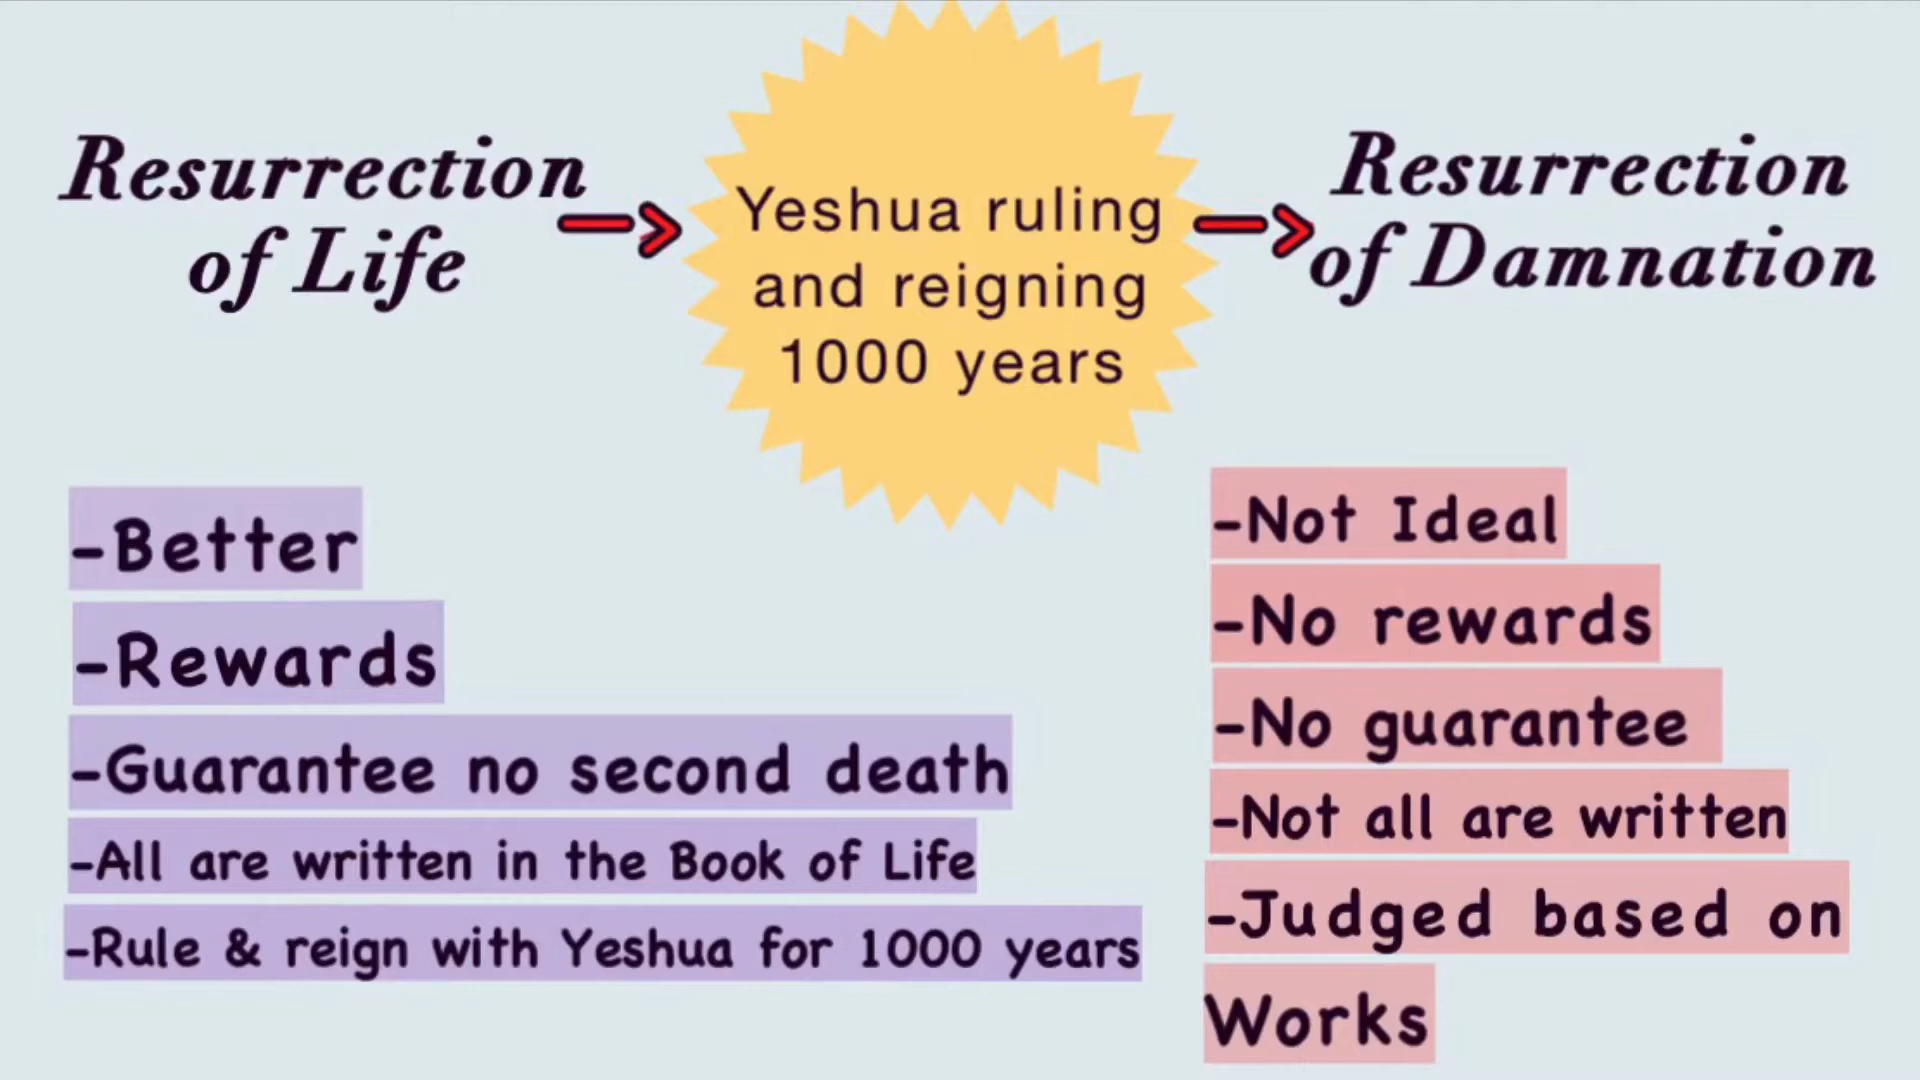 Resurrection
of Life
Yeshua ruling
and reigning
1000 years
Resurrection
of Damnation
-Better
-Rewards
-Guarantee no second death
-All are written in the Book of Life
-Rule & reign with Yeshua for 1000 years
-Not Ideal
-No rewards
-No guarantee
-Not all are written
-Judged based on
Works